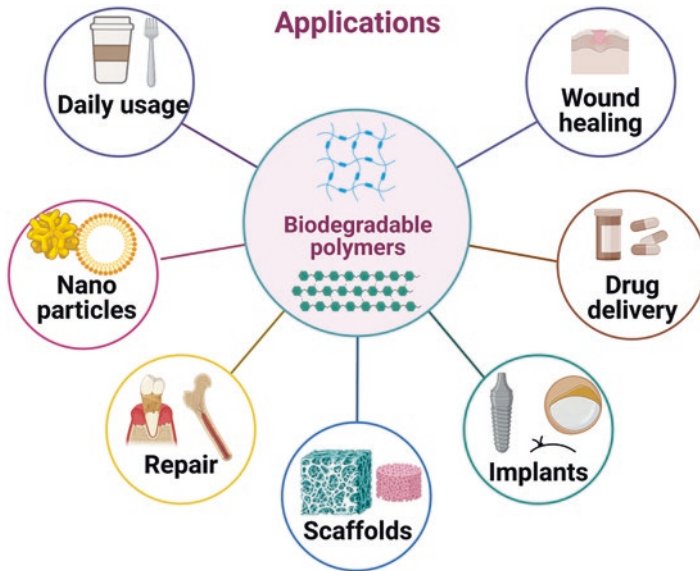 Applications
Daily usage
Wound
healing
Biodegradable
polymers
Nano
particles
Drug
delivery
Repair
Implants
Scaffolds